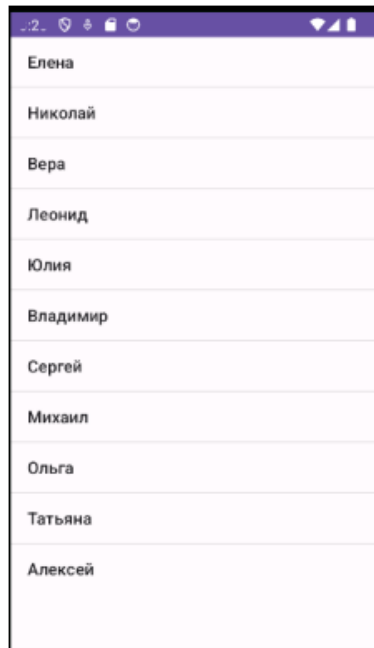 Елена
Николай
Вера
Леонид
Юлия
Владимир
Сергей
Михаил
Ольга
Татьяна
Алексей